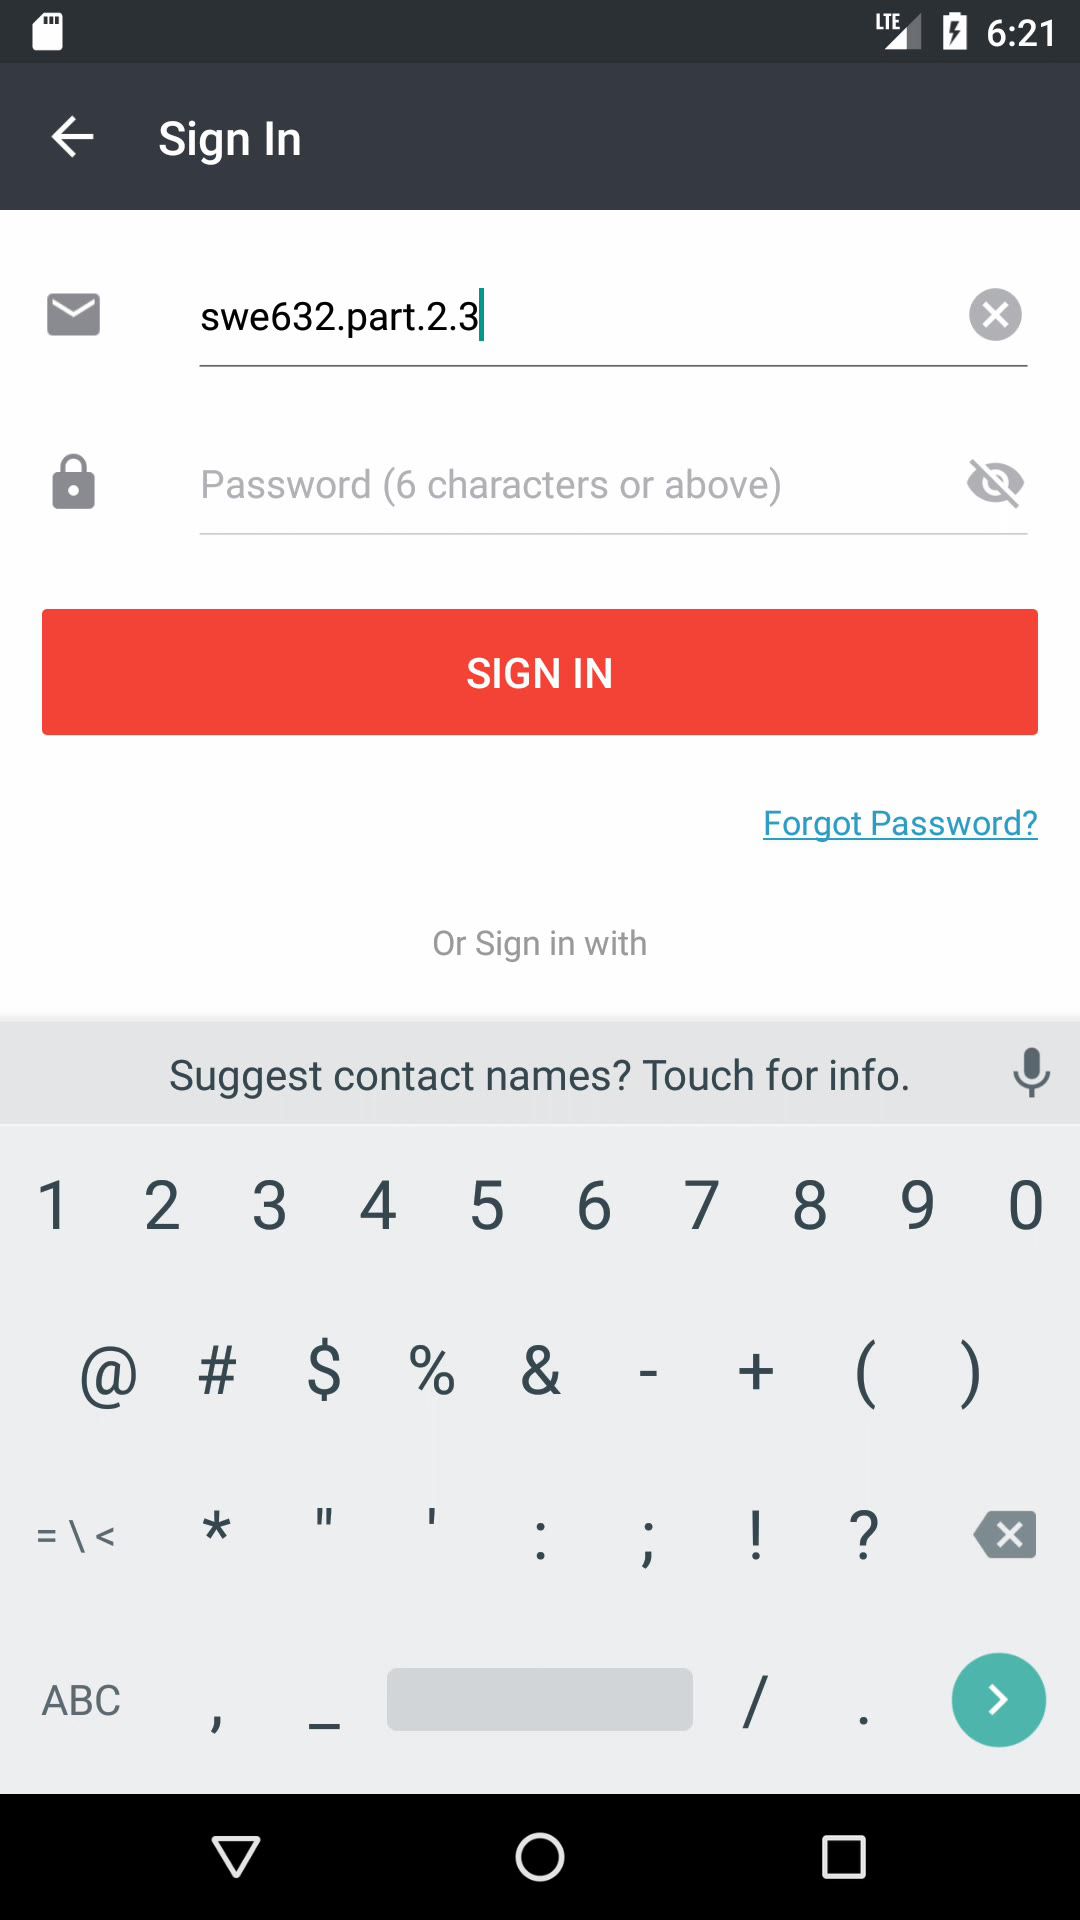 LTE 6:21
Sign In
swe632.part.2.3
Password (6 characters or above)
SIGN IN
Forgot Password?
Or Sign in with
Suggest contact names? Touch for info.
1 2 3 4 5 6 7 8 9 0
@ # $ % & - + ( )
= \ < * " ' : ; ! ?
ABC , _ / .